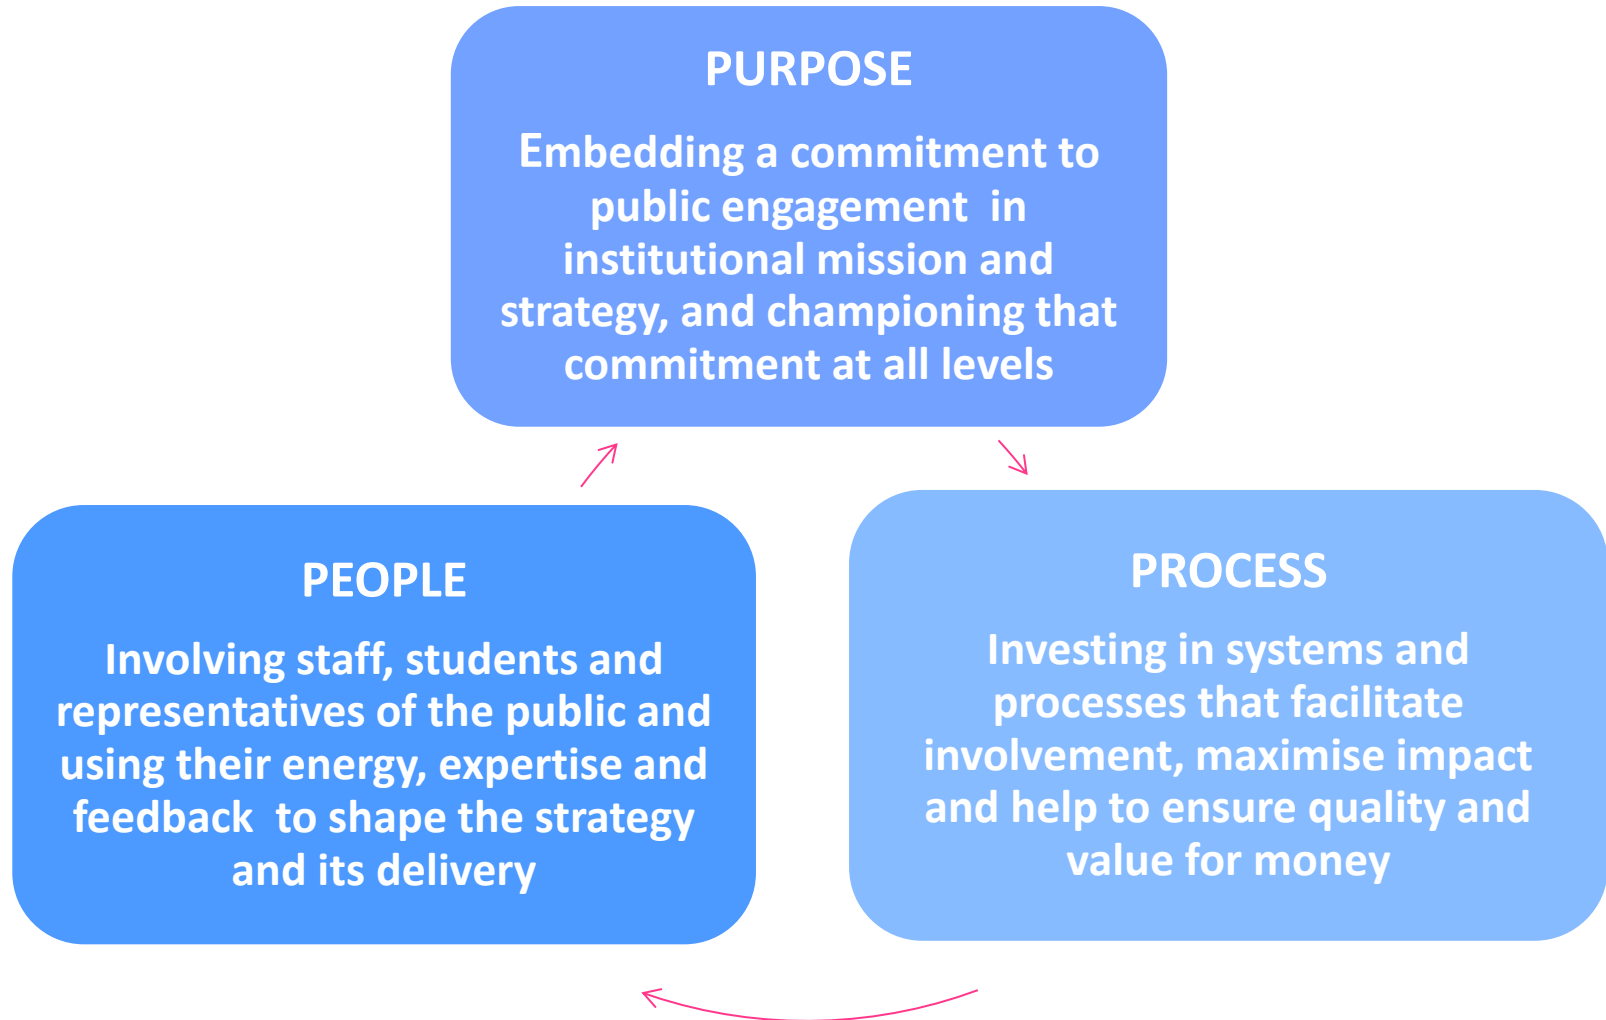 PURPOSE
Embedding a commitment to
public engagement  in
institutional mission and
strategy, and championing that
commitment at all levels
PEOPLE
Involving staff, students and
representatives of the public and
using their energy, expertise and
feedback  to shape the strategy
and its delivery
PROCESS
Investing in systems and
processes that facilitate
involvement, maximise impact
and help to ensure quality and
value for money